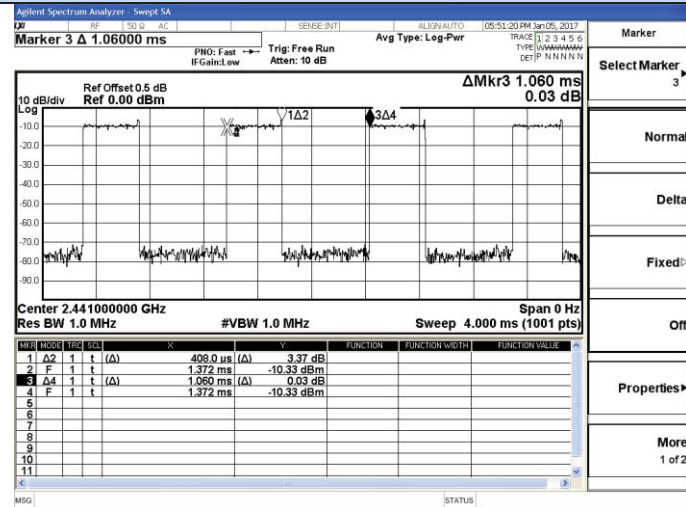 Agilent Spectrum Analyzer - Swept SA
LXI RF 50 Ω AC SENSE:INT ALIGN AUTO 05:51:20 PM Jan 05, 2017
Marker 3 Δ 1.06000 ms
PNO: Fast Trig: Free Run Avg Type: Log-Pwr TRACE 1 2 3 4 5 6
IFGain:Low Atten: 10 dB TYPE WWWWWW
DET P N N N N N
Marker
Select Marker
3
Normal
Delta
Fixed
Off
Properties
More
1 of 2
Ref Offset 0.5 dB ΔMkr3 1.060 ms
10 dB/div Ref 0.00 dBm 0.03 dB
Log
1Δ2 3Δ4
-10.0
-20.0
-30.0
-40.0
-50.0
-60.0
-70.0
-80.0
-90.0
Center 2.441000000 GHz Span 0 Hz
Res BW 1.0 MHz #VBW 1.0 MHz Sweep 4.000 ms (1001 pts)
MKR MODE TRC SCL X Y FUNCTION FUNCTION WIDTH FUNCTION VALUE
1 Δ2 1 t (Δ) 408.0 µs (Δ) 3.37 dB
2 F 1 t 1.372 ms -10.33 dBm
3 Δ4 1 t (Δ) 1.060 ms (Δ) 0.03 dB
4 F 1 t 1.372 ms -10.33 dBm
5
6
7
8
9
10
11
MSG STATUS